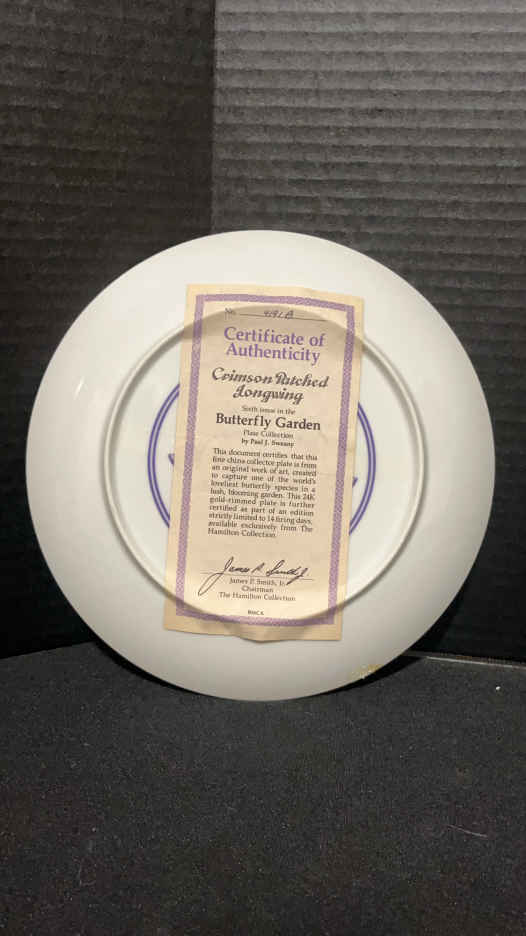 No. 4191B
Certificate of
Authenticity
Crimson Patched
Longwing
Sixth issue in the
Butterfly Garden
Plate Collection
by Paul J. Sweany
This document certifies that this
fine china collector plate is from
an original work of art, created
to capture one of the world's
loveliest butterfly species in a
lush, blooming garden. This 24K
gold-rimmed plate is further
certified as part of an edition
strictly limited to 14 firing days,
available exclusively from The
Hamilton Collection.
James P. Smith, Jr.
Chairman
The Hamilton Collection